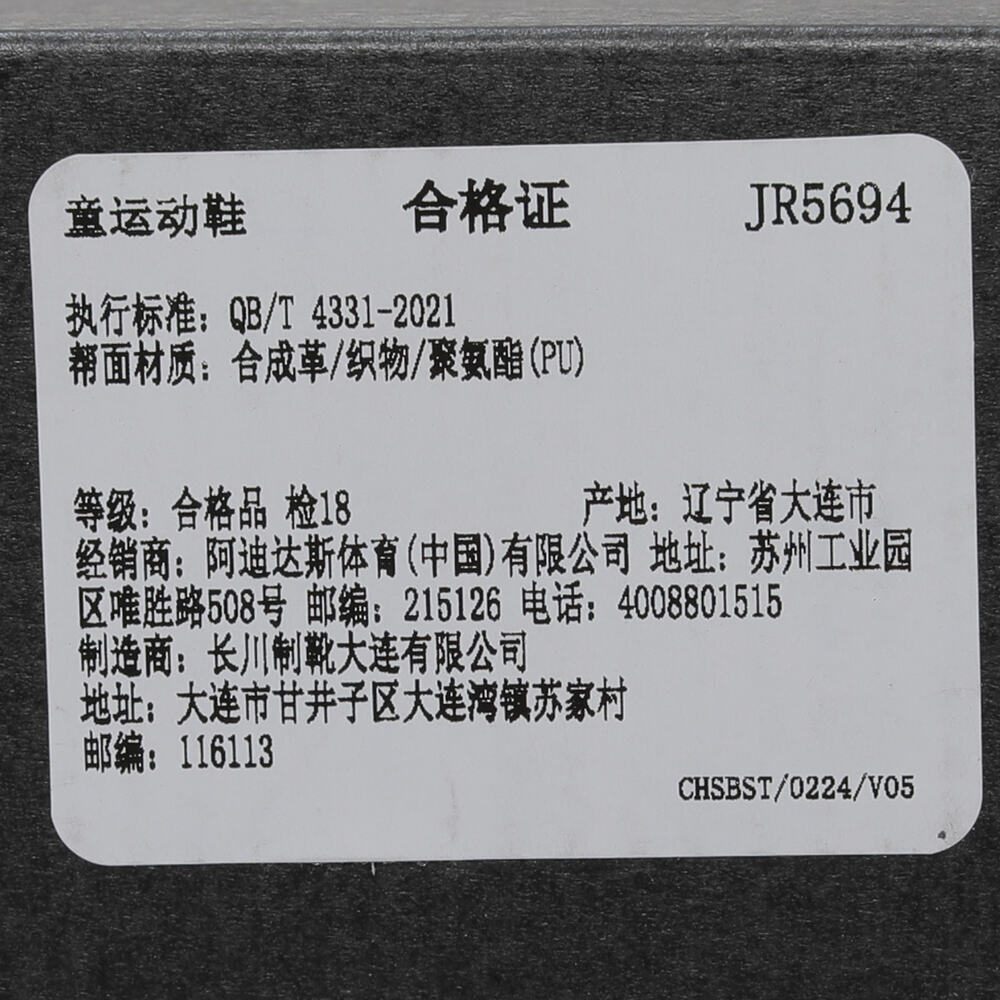 童运动鞋 合格证 JR5694
执行标准：QB/T 4331-2021
帮面材质：合成革/织物/聚氨酯(PU)
等级：合格品 检18 产地：辽宁省大连市
经销商：阿迪达斯体育(中国)有限公司 地址：苏州工业园
区唯胜路508号 邮编：215126 电话：4008801515
制造商：长川制靴大连有限公司
地址：大连市甘井子区大连湾镇苏家村
邮编：116113
CHSBST/0224/V05